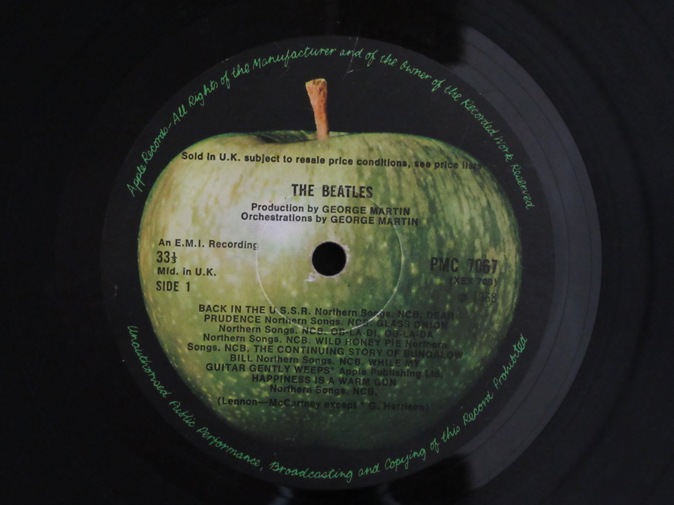 Apple Records-All Rights of the Manufacturer and of the Owner of the Recorded Work Reserved
Sold in U.K. subject to resale price conditions, see price lists
THE BEATLES
Production by GEORGE MARTIN
Orchestrations by GEORGE MARTIN
An E.M.I. Recording
33⅓
Mfd. in U.K.
SIDE 1
PMC 7067
(XEX 709)
℗ 1968
BACK IN THE U.S.S.R. Northern Songs. NCB. DEAR
PRUDENCE Northern Songs. NCB. GLASS ONION
Northern Songs. NCB. OB-LA-DI, OB-LA-DA
Northern Songs. NCB. WILD HONEY PIE Northern
Songs. NCB. THE CONTINUING STORY OF BUNGALOW
BILL Northern Songs. NCB. WHILE MY
GUITAR GENTLY WEEPS* Apple Publishing Ltd.
HAPPINESS IS A WARM GUN
Northern Songs. NCB.
(Lennon—McCartney except * G. Harrison)
Unauthorised Public Performance, Broadcasting and Copying of this Record Prohibited